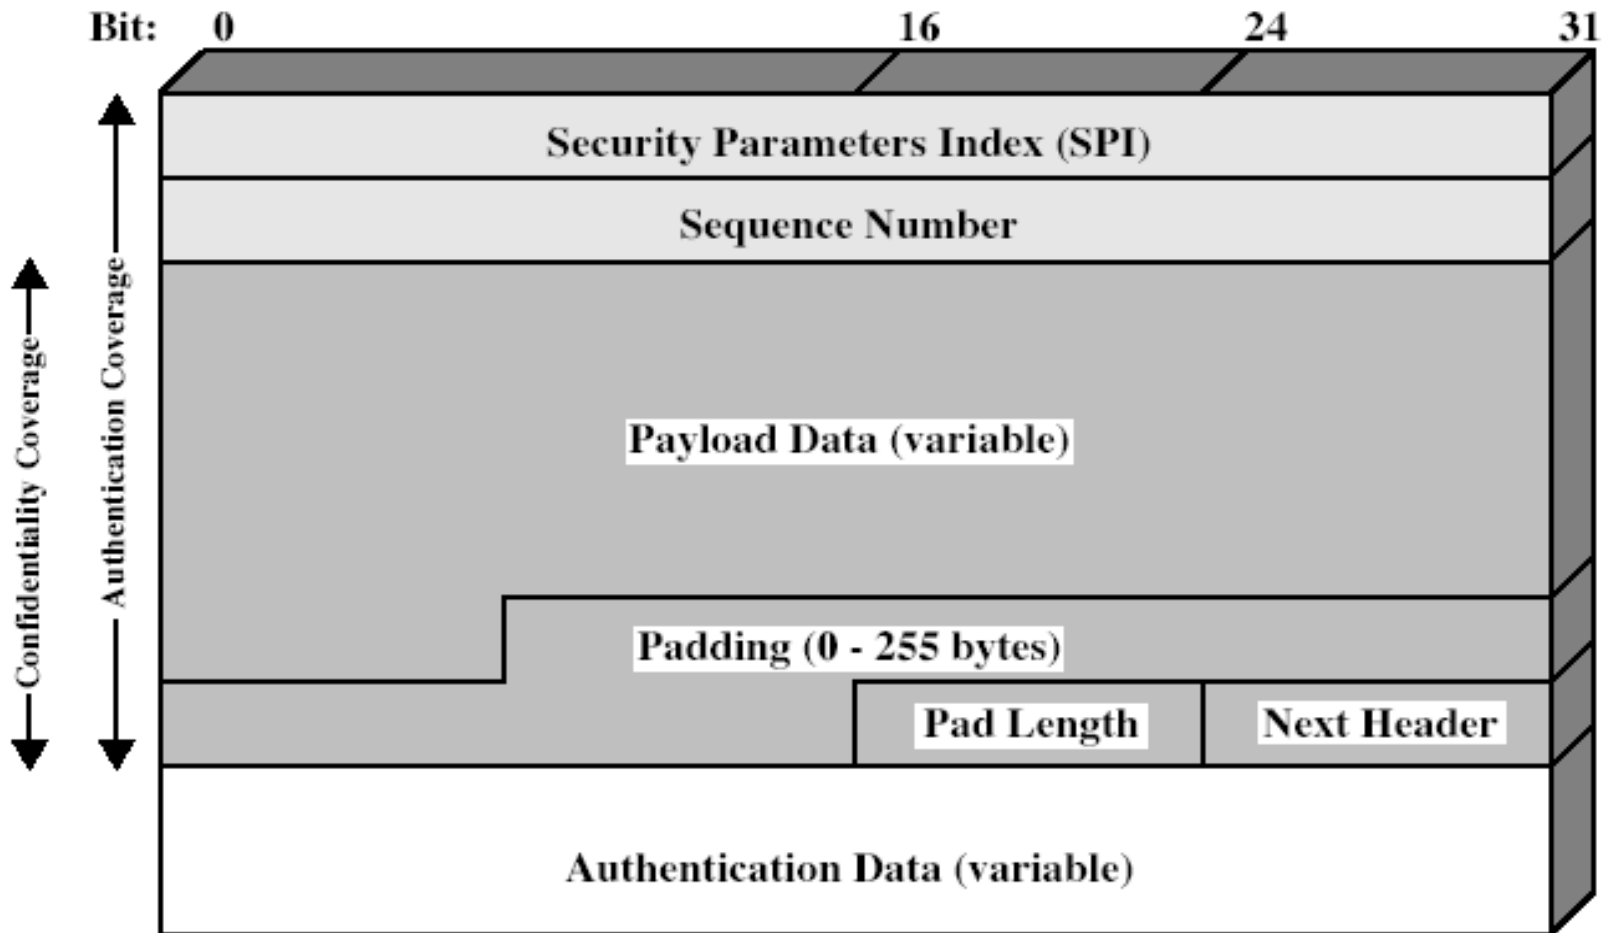 Bit: 0 16 24 31
Security Parameters Index (SPI)
Sequence Number
Confidentiality Coverage
Authentication Coverage
Payload Data (variable)
Padding (0 - 255 bytes)
Pad Length
Next Header
Authentication Data (variable)